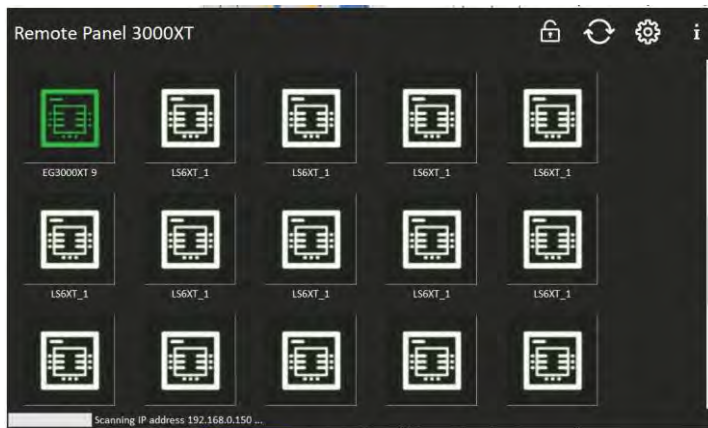 Remote Panel 3000XT
i
EG3000XT 9 LS6XT_1 LS6XT_1 LS6XT_1 LS6XT_1
LS6XT_1 LS6XT_1 LS6XT_1 LS6XT_1 LS6XT_1
Scanning IP address 192.168.0.150 ...